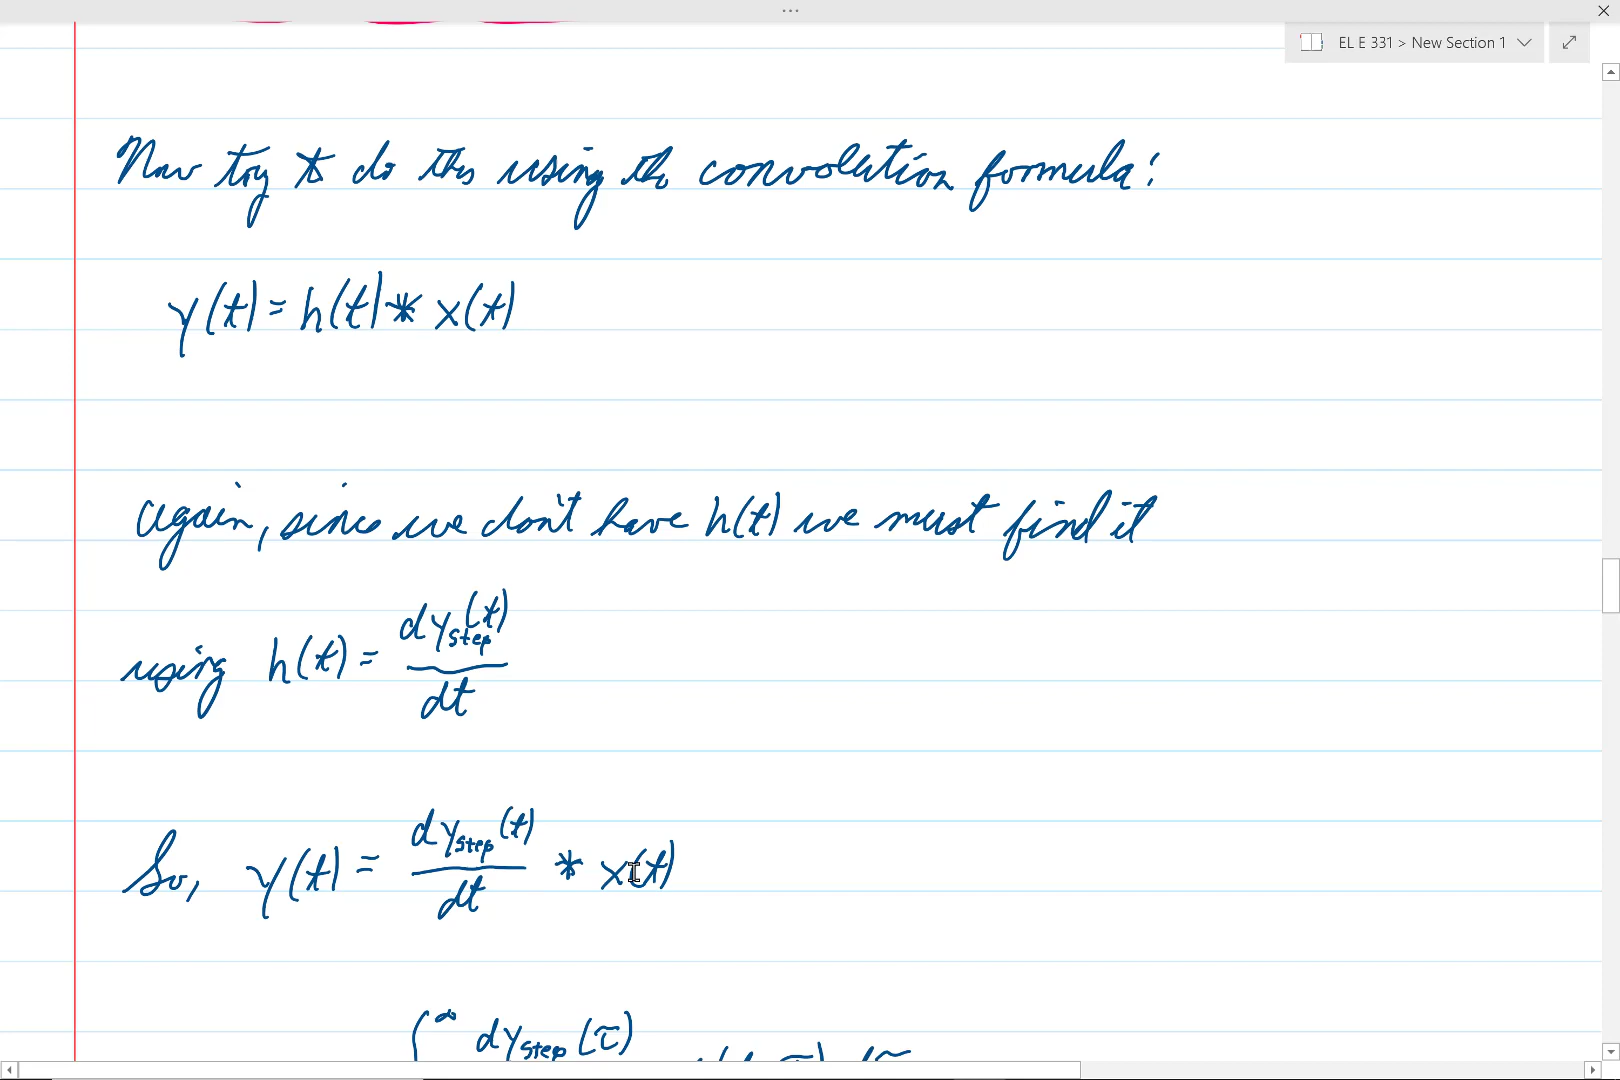 EL E 331 > New Section 1
Now try to do this using the convolution formula:
y(t) = h(t) * x(t)
again, since we don't have h(t) we must find it
using h(t) = dy_step(t) / dt
So, y(t) = dy_step(t) / dt * x(t)
∫^∞ dy_step(τ)